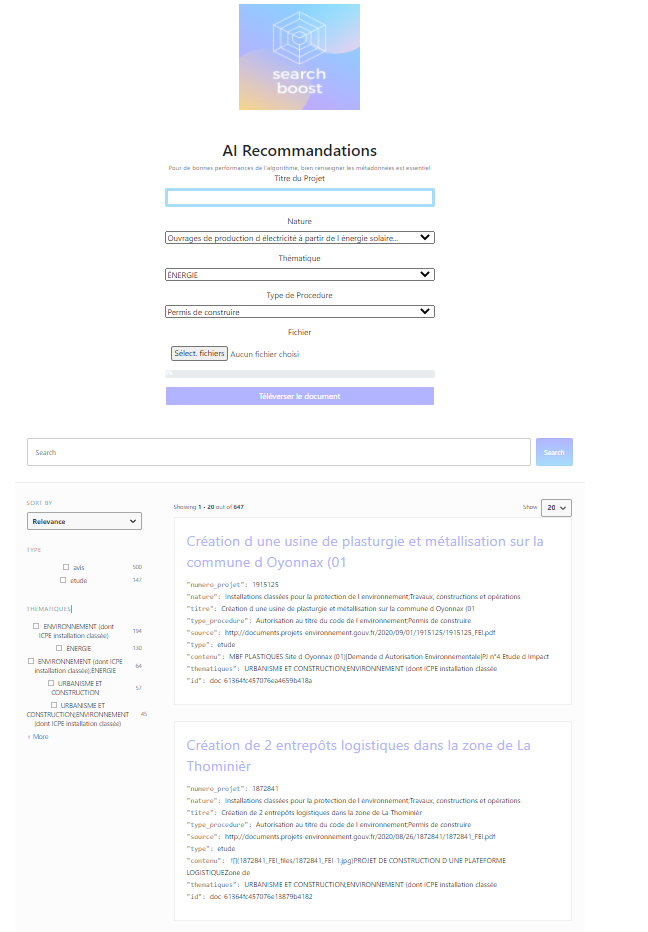 search
boost
AI Recommandations
Pour de bonnes performances de l'algorithme, bien renseigner les métadonnées est essentiel
Titre du Projet
Nature
Ouvrages de production d électricité à partir de l énergie solaire...
Thématique
ÉNERGIE
Type de Procedure
Permis de construire
Fichier
Sélect. fichiers Aucun fichier choisi
Téléverser le document
Search Search
SORT BY
Relevance
TYPE
avis 500
etude 147
THEMATIQUES
ENVIRONNEMENT (dont
ICPE installation classée) 194
ÉNERGIE 130
ENVIRONNEMENT (dont ICPE
installation classée);ÉNERGIE 64
URBANISME ET
CONSTRUCTION 57
URBANISME ET
CONSTRUCTION;ENVIRONNEMENT 45
(dont ICPE installation classée)
+ More
Showing 1 - 20 out of 647 Show 20
Création d une usine de plasturgie et métallisation sur la
commune d Oyonnax (01
"numero_projet": 1915125
"nature": Installations classées pour la protection de l environnement;Travaux, constructions et opérations
"titre": Création d une usine de plasturgie et métallisation sur la commune d Oyonnax (01
"type_procedure": Autorisation au titre du code de l environnement;Permis de construire
"source": http://documents.projets-environnement.gouv.fr/2020/09/01/1915125/1915125_FEI.pdf
"type": etude
"contenu": MBF PLASTIQUES Site d Oyonnax (01)|Demande d Autorisation Environnementale|PJ n°4 Etude d Impact
"thematiques": URBANISME ET CONSTRUCTION;ENVIRONNEMENT (dont ICPE installation classée
"id": doc-61364fc457076ea4659b418a
Création de 2 entrepôts logistiques dans la zone de La
Thominièr
"numero_projet": 1872841
"nature": Installations classées pour la protection de l environnement;Travaux, constructions et opérations
"titre": Création de 2 entrepôts logistiques dans la zone de La Thominièr
"type_procedure": Autorisation au titre du code de l environnement;Permis de construire
"source": http://documents.projets-environnement.gouv.fr/2020/08/26/1872841/1872841_FEI.pdf
"type": etude
"contenu": ![](1872841_FEI_files/1872841_FEI-1.jpg)PROJET DE CONSTRUCTION D UNE PLATEFORME
LOGISTIQUEZone de
"thematiques": URBANISME ET CONSTRUCTION;ENVIRONNEMENT (dont ICPE installation classée
"id": doc-61364fc457076e13879b4182